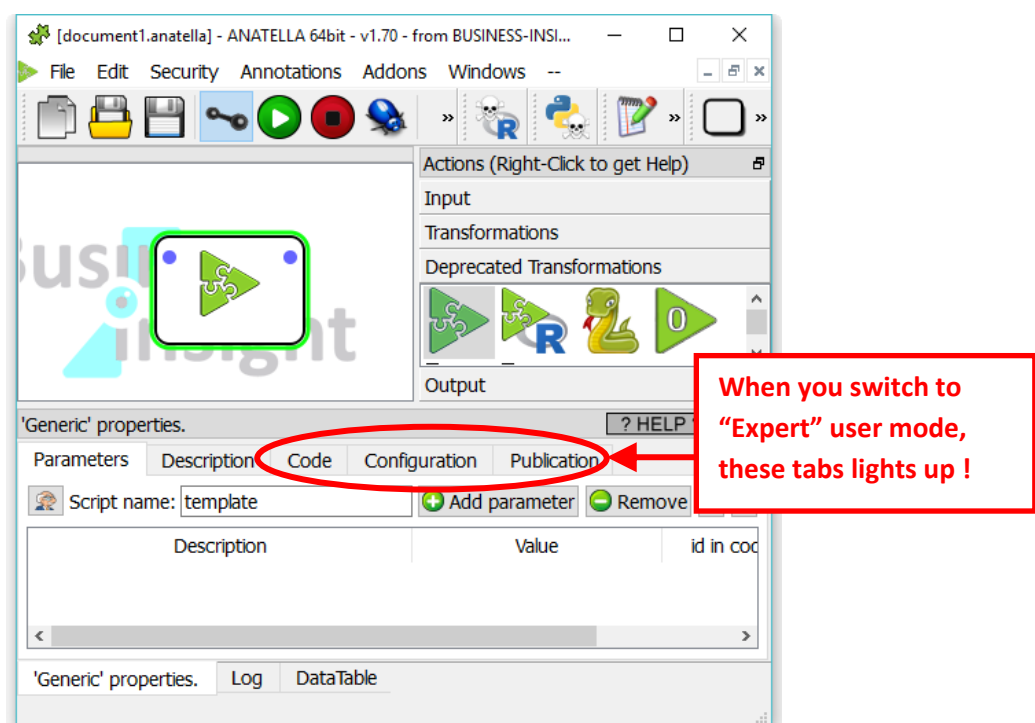 [document1.anatella] - ANATELLA 64bit - v1.70 - from BUSINESS-INSI...
File Edit Security Annotations Addons Windows --
» R » »
Actions (Right-Click to get Help)
Input
Transformations
Deprecated Transformations
Busin
insight
R 0
Output
'Generic' properties. ? HELP
When you switch to
“Expert” user mode,
these tabs lights up !
Parameters Description Code Configuration Publication
Script name: template Add parameter Remove
Description Value id in cod
'Generic' properties. Log DataTable